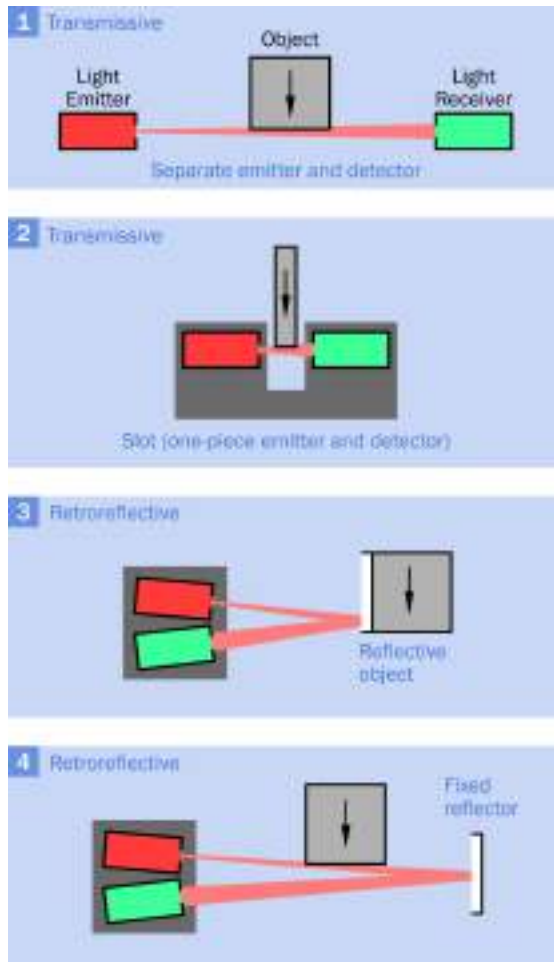 1 Transmissive
Object
Light
Emitter
Light
Receiver
Separate emitter and detector
2 Transmissive
Slot (one-piece emitter and detector)
3 Retroreflective
Reflective
object
4 Retroreflective
Fixed
reflector